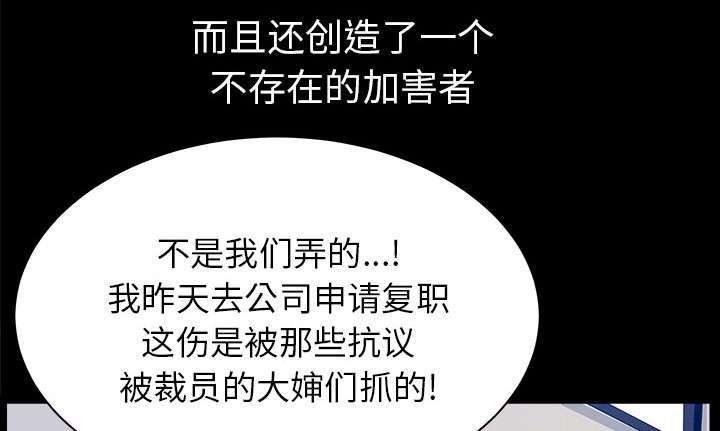 而且还创造了一个
不存在的加害者
不是我们弄的...!
我昨天去公司申请复职
这伤是被那些抗议
被裁员的大婶们抓的!